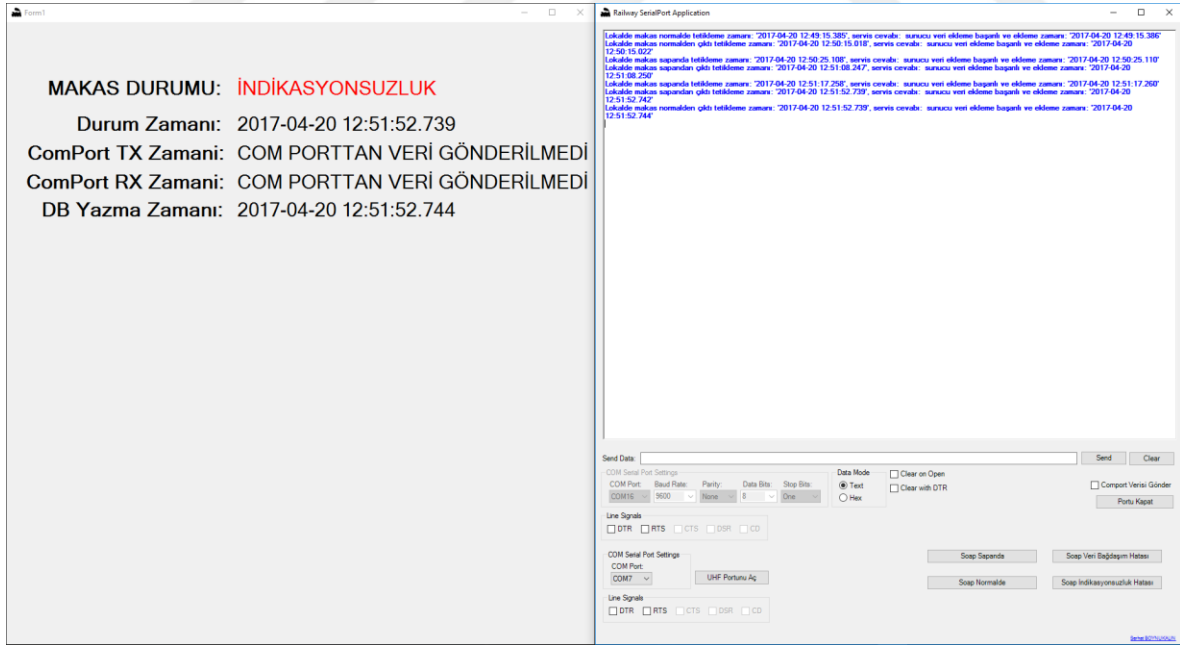 Form1
MAKAS DURUMU: İNDİKASYONSUZLUK
Durum Zamanı: 2017-04-20 12:51:52.739
ComPort TX Zamani: COM PORTTAN VERİ GÖNDERİLMEDİ
ComPort RX Zamani: COM PORTTAN VERİ GÖNDERİLMEDİ
DB Yazma Zamanı: 2017-04-20 12:51:52.744
Railway SerialPort Application
Lokalde makas normalde tetikleme zamanı: '2017-04-20 12:49:15.385', servis cevabı: sunucu veri ekleme başarılı ve ekleme zamanı: '2017-04-20 12:49:15.386'
Lokalde makas normalden çıktı tetikleme zamanı: '2017-04-20 12:50:15.018', servis cevabı: sunucu veri ekleme başarılı ve ekleme zamanı: '2017-04-20
12:50:15.022'
Lokalde makas sapanda tetikleme zamanı: '2017-04-20 12:50:25.108', servis cevabı: sunucu veri ekleme başarılı ve ekleme zamanı: '2017-04-20 12:50:25.110'
Lokalde makas sapandan çıktı tetikleme zamanı: '2017-04-20 12:51:08.247', servis cevabı: sunucu veri ekleme başarılı ve ekleme zamanı: '2017-04-20
12:51:08.250'
Lokalde makas sapanda tetikleme zamanı: '2017-04-20 12:51:17.258', servis cevabı: sunucu veri ekleme başarılı ve ekleme zamanı: '2017-04-20 12:51:17.260'
Lokalde makas sapandan çıktı tetikleme zamanı: '2017-04-20 12:51:52.739', servis cevabı: sunucu veri ekleme başarılı ve ekleme zamanı: '2017-04-20
12:51:52.742'
Lokalde makas normalden çıktı tetikleme zamanı: '2017-04-20 12:51:52.739', servis cevabı: sunucu veri ekleme başarılı ve ekleme zamanı: '2017-04-20
12:51:52.744'
Send Data: Send Clear
COM Serial Port Settings Data Mode Clear on Open
COM Port: Baud Rate: Parity: Data Bits: Stop Bits: Text Clear with DTR Comport Verisi Gönder
COM16 9600 None 8 One Hex Portu Kapat
Line Signals
DTR RTS CTS DSR CD
COM Serial Port Settings Soap Sapanda Soap Veri Bağdaşım Hatası
COM Port:
COM7 UHF Portunu Aç Soap Normalde Soap İndikasyonsuzluk Hatası
Line Signals
DTR RTS CTS DSR CD